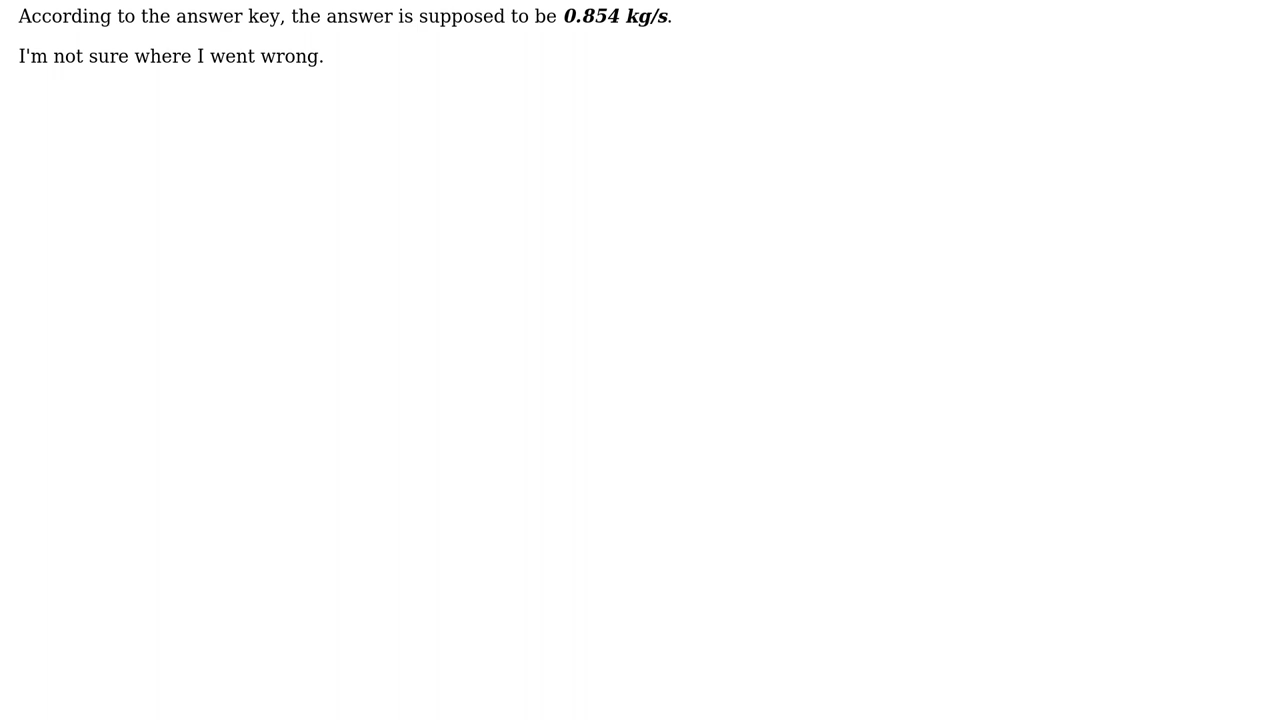 According to the answer key, the answer is supposed to be 0.854 kg/s.
I'm not sure where I went wrong.